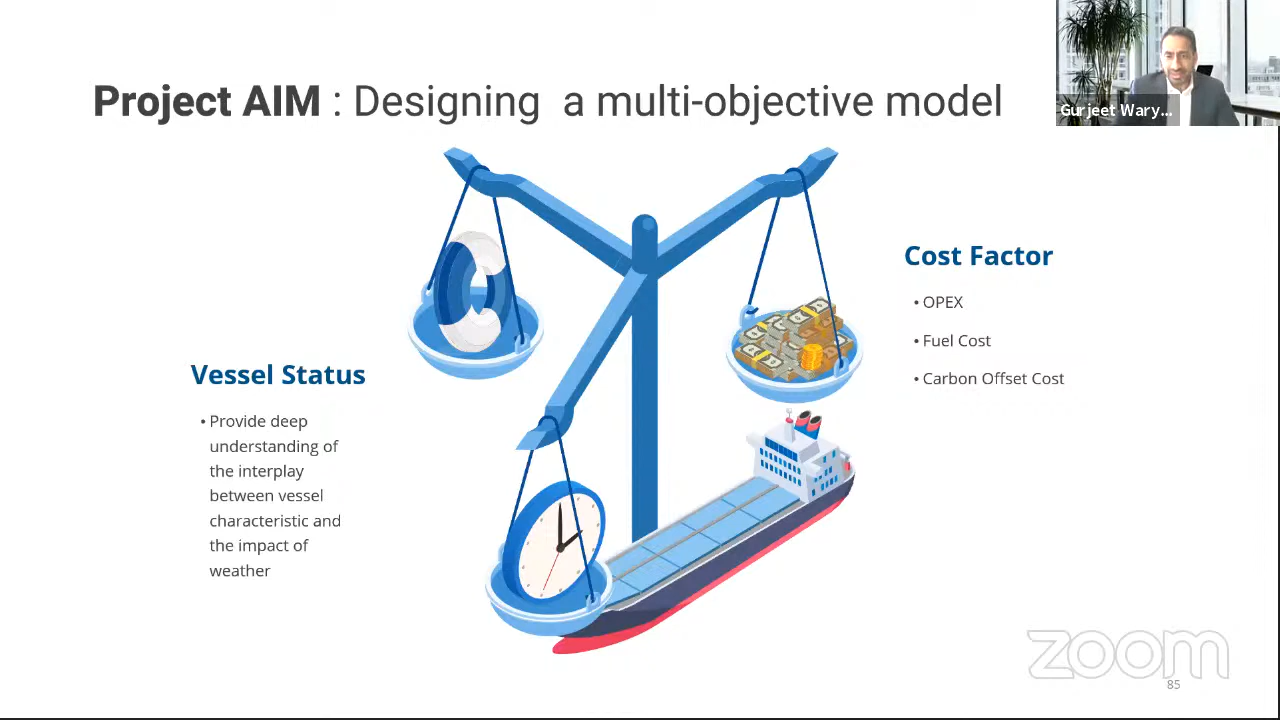 Project AIM : Designing a multi-objective model
Gurjeet Wary...
Cost Factor
• OPEX
• Fuel Cost
• Carbon Offset Cost
Vessel Status
• Provide deep
understanding of
the interplay
between vessel
characteristic and
the impact of
weather
zoom
85